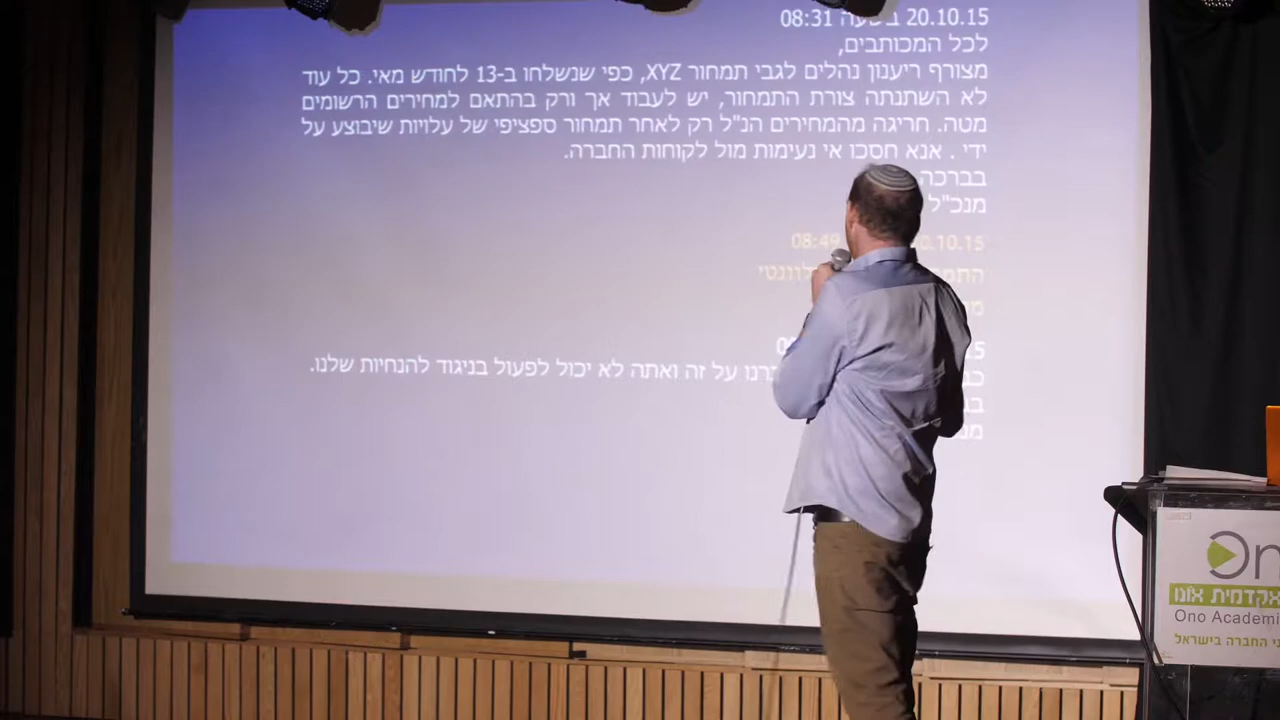 20.10.15 בשעה 08:31
לכל המכותבים,
מצורף ריענון נהלים לגבי תמחור XYZ, כפי שנשלחו ב-13 לחודש מאי. כל עוד
לא השתנתה צורת התמחור, יש לעבוד אך ורק בהתאם למחירים הרשומים
מטה. חריגה מהמחירים הנ"ל רק לאחר תמחור ספציפי של עלויות שיבוצע על
ידי . אנא חסכו אי נעימות מול לקוחות החברה.
בברכה
מנכ"ל
08:49
על זה ואתה לא יכול לפעול בניגוד להנחיות שלנו.
אקדמית אונו
Ono
החברה בישראל